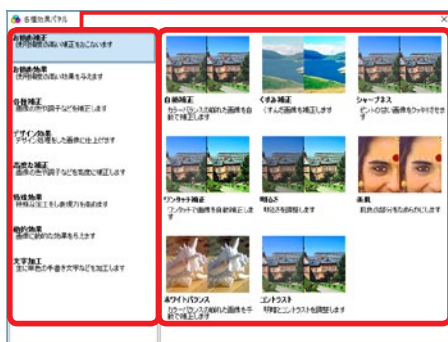 各種効果パネル
お勧め補正
使用頻度の高い補正をおこないます
お勧め効果
使用頻度の高い効果を与えます
各種補正
画像の色や調子などを補正します
デザイン効果
デザイン処理をした画像に仕上げます
高度な補正
画像の色や調子などを高度に補正します
特殊効果
特殊な加工をし表現力を高めます
動的効果
画像に動的な効果を与えます
文字加工
主に単色の手書き文字などを加工します
自動補正
カラーバランスの崩れた画像を自
動で補正します
くすみ補正
くすんだ画像を補正します
シャープネス
ピントの甘い画像をクッキリさせま
す
ワンタッチ補正
ワンタッチで画像を自動補正しま
す
明るさ
明るさを調整します
美肌
肌色の部分をなめらかにします
ホワイトバランス
カラーバランスの崩れた画像を手
動で補正します
コントラスト
明暗とコントラストを調整します